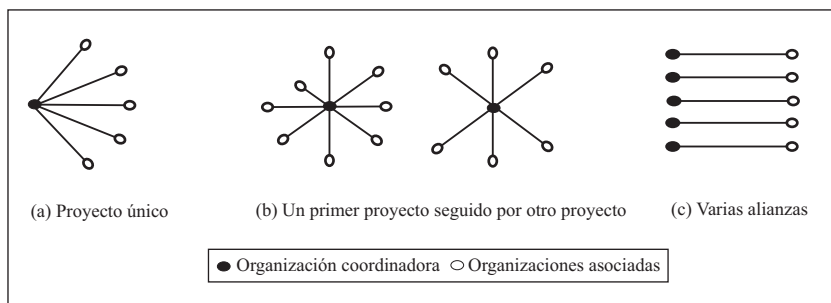 (a) Proyecto único
(b) Un primer proyecto seguido por otro proyecto
(c) Varias alianzas
Organización coordinadora
Organizaciones asociadas